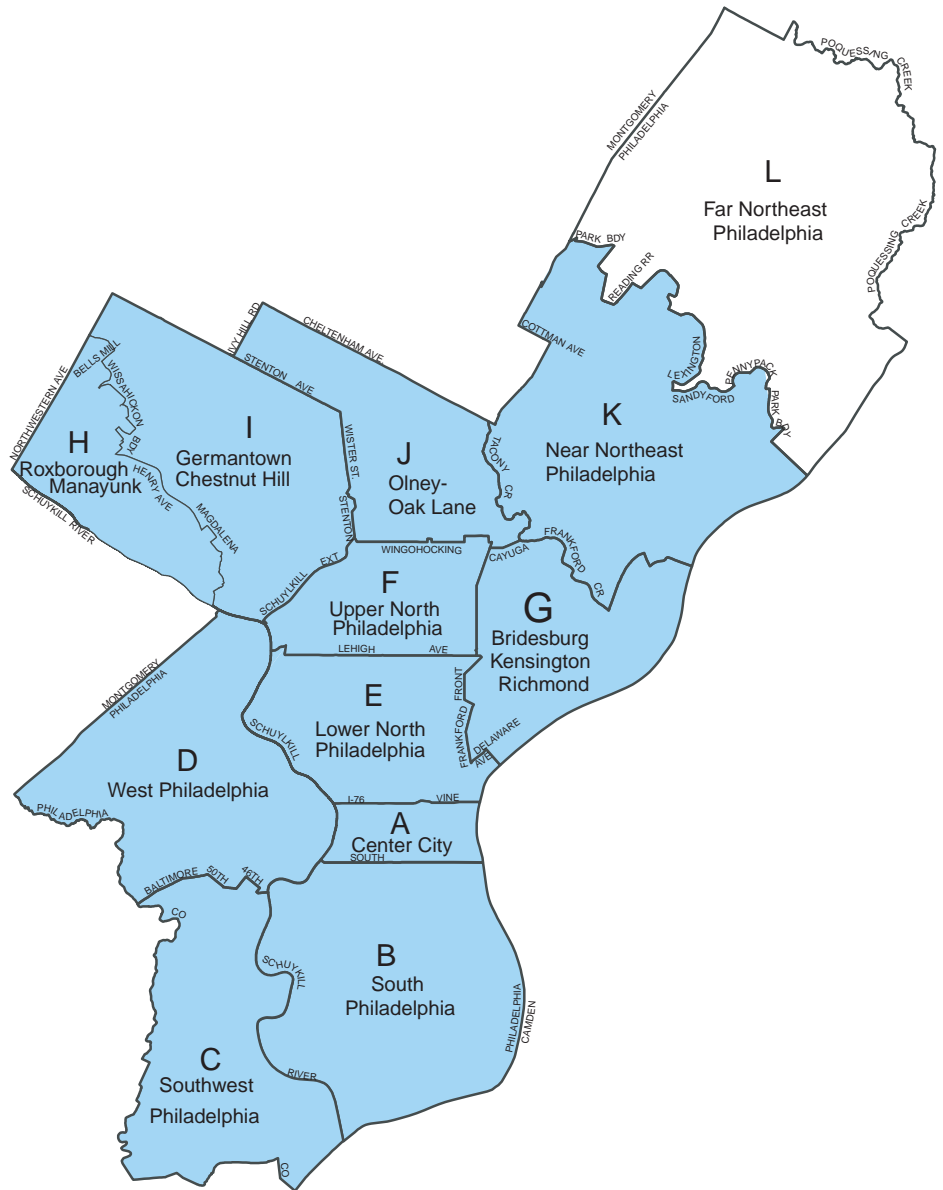 POQUESSING
CREEK
MONTGOMERY
PHILADELPHIA
L
Far Northeast
Philadelphia
POQUESSING CREEK
PARK BDY
READING RR
COTTMAN AVE
LEXINGTON
SANDYFORD
PENNYPACK
PARK BDY
K
Near Northeast
Philadelphia
IVY HILL RD
CHELTENHAM AVE
STENTON AVE
NORTHWESTERN AVE
BELLS MILL
WISSAHICKON
BDY
HENRY AVE
MAGDALENA
H
Roxborough
Manayunk
SCHUYKILL RIVER
I
Germantown
Chestnut Hill
WISTER ST.
STENTON
J
Olney-
Oak Lane
TACONY
CR
WINGOHOCKING
CAYUGA
FRANKFORD
CR
SCHUYLKILL EXT
F
Upper North
Philadelphia
LEHIGH AVE
G
Bridesburg
Kensington
Richmond
MONTGOMERY
PHILADELPHIA
SCHUYLKILL
E
Lower North
Philadelphia
FRANKFORD FRONT
DELAWARE
AVE
D
West Philadelphia
PHILADELPHIA
I-76 VINE
A
Center City
SOUTH
BALTIMORE 50TH 46TH
CO
SCHUYKILL
B
South
Philadelphia
PHILADELPHIA
CAMDEN
C
Southwest
Philadelphia
RIVER
CO